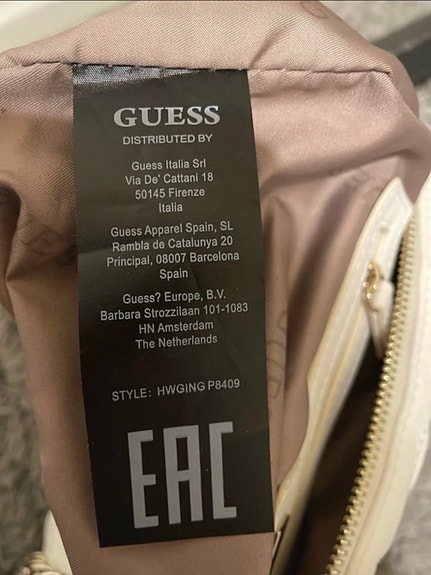 GUESS
DISTRIBUTED BY
Guess Italia Srl
Via De' Cattani 18
50145 Firenze
Italia
Guess Apparel Spain, SL
Rambla de Catalunya 20
Principal, 08007 Barcelona
Spain
Guess? Europe, B.V.
Barbara Strozzilaan 101-1083
HN Amsterdam
The Netherlands
STYLE: HWGING P8409
EAC